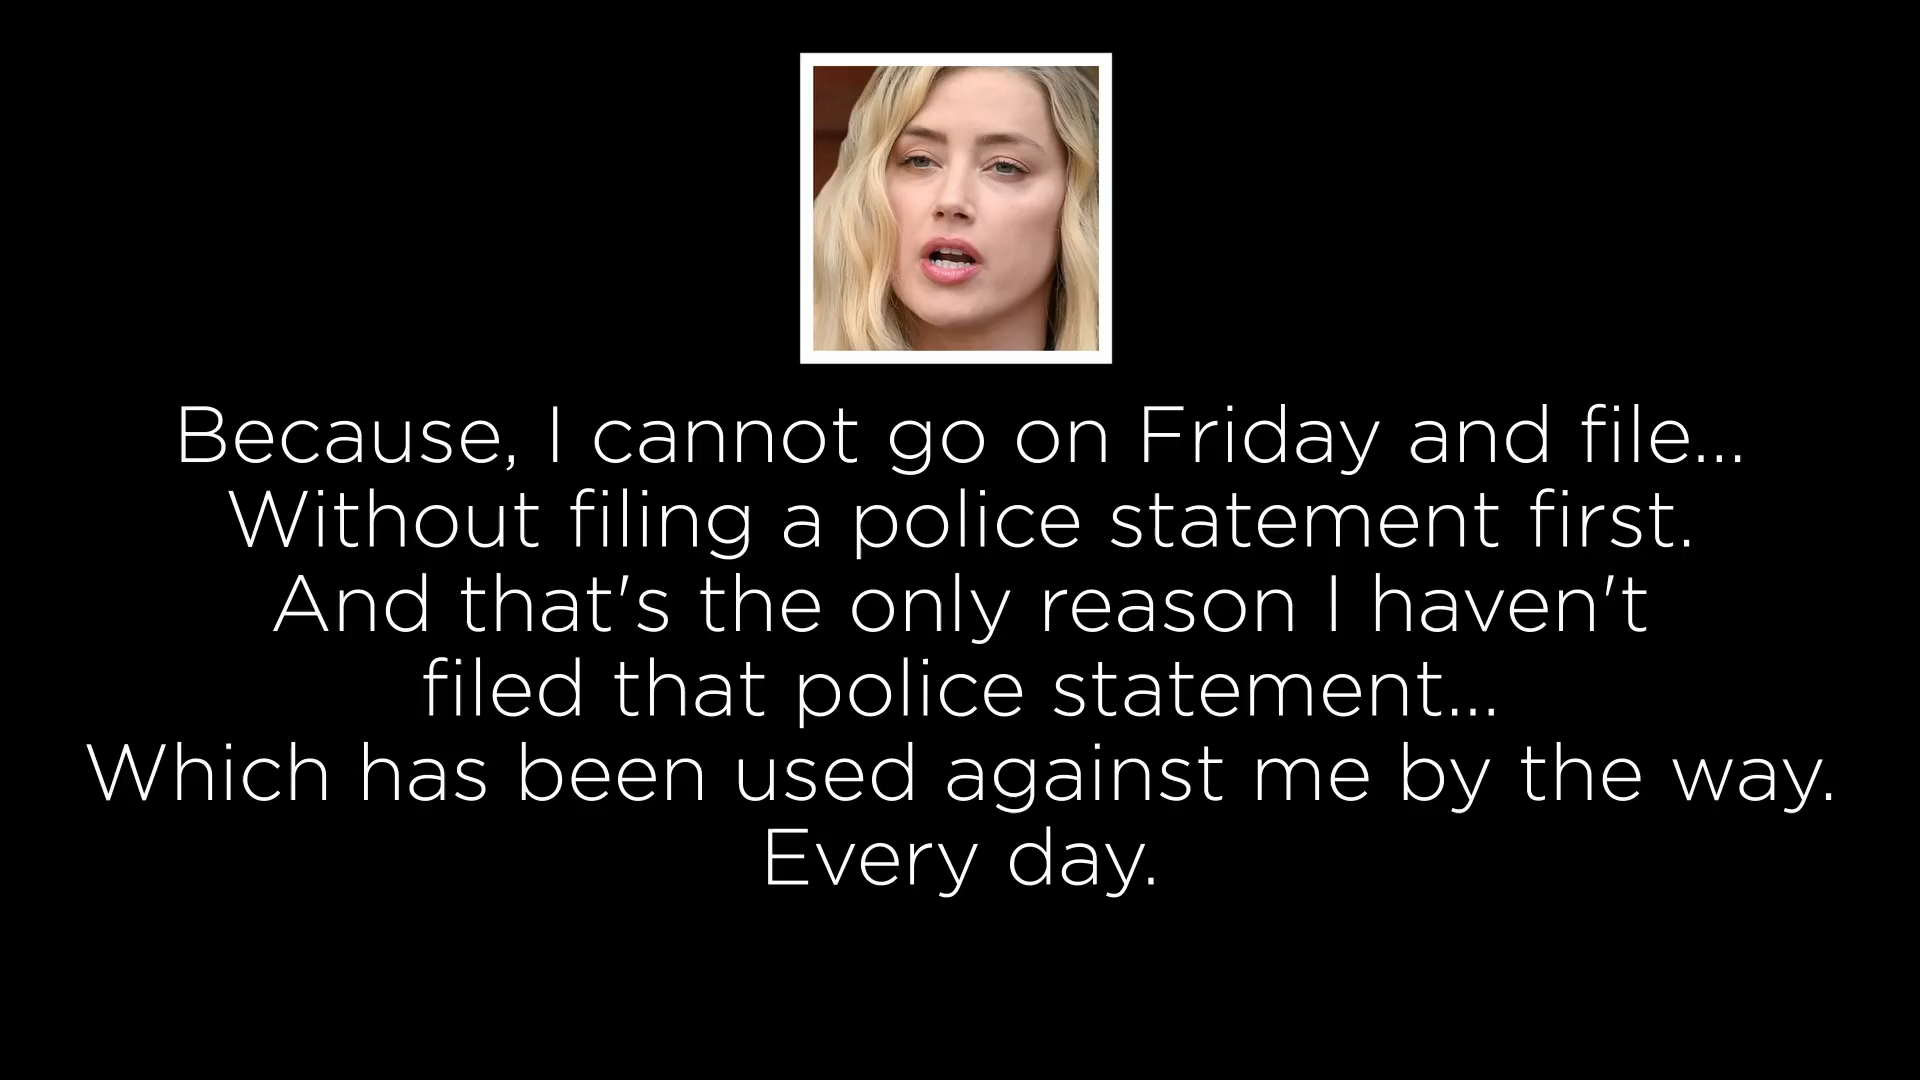 Because, I cannot go on Friday and file...
Without filing a police statement first.
And that's the only reason I haven't
filed that police statement...
Which has been used against me by the way.
Every day.